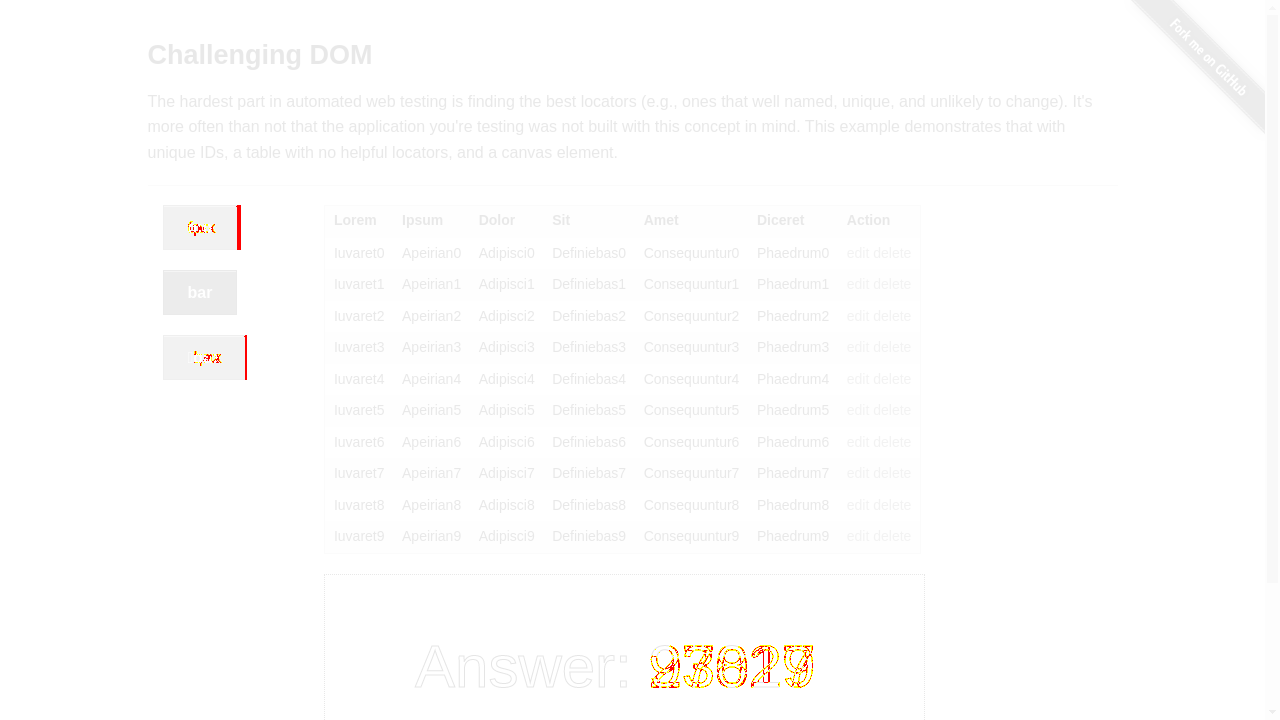 Fork me on GitHub
Challenging DOM
The hardest part in automated web testing is finding the best locators (e.g., ones that well named, unique, and unlikely to change). It's
more often than not that the application you're testing was not built with this concept in mind. This example demonstrates that with
unique IDs, a table with no helpful locators, and a canvas element.
bar
Lorem Ipsum Dolor Sit Amet Diceret Action
Iuvaret0 Apeirian0 Adipisci0 Definiebas0 Consequuntur0 Phaedrum0 edit delete
Iuvaret1 Apeirian1 Adipisci1 Definiebas1 Consequuntur1 Phaedrum1 edit delete
Iuvaret2 Apeirian2 Adipisci2 Definiebas2 Consequuntur2 Phaedrum2 edit delete
Iuvaret3 Apeirian3 Adipisci3 Definiebas3 Consequuntur3 Phaedrum3 edit delete
Iuvaret4 Apeirian4 Adipisci4 Definiebas4 Consequuntur4 Phaedrum4 edit delete
Iuvaret5 Apeirian5 Adipisci5 Definiebas5 Consequuntur5 Phaedrum5 edit delete
Iuvaret6 Apeirian6 Adipisci6 Definiebas6 Consequuntur6 Phaedrum6 edit delete
Iuvaret7 Apeirian7 Adipisci7 Definiebas7 Consequuntur7 Phaedrum7 edit delete
Iuvaret8 Apeirian8 Adipisci8 Definiebas8 Consequuntur8 Phaedrum8 edit delete
Iuvaret9 Apeirian9 Adipisci9 Definiebas9 Consequuntur9 Phaedrum9 edit delete
Answer: